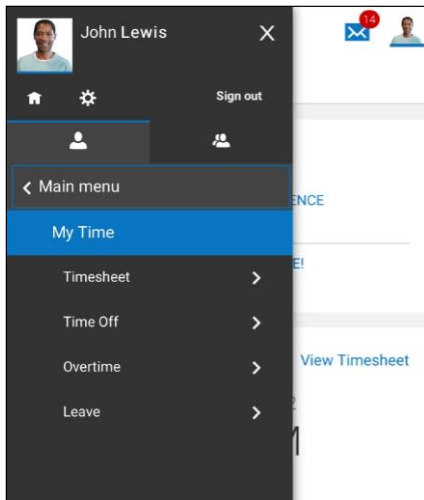 John Lewis
X
14
Sign out
Main menu
ENCE
My Time
E!
Timesheet
Time Off
Overtime
View Timesheet
Leave